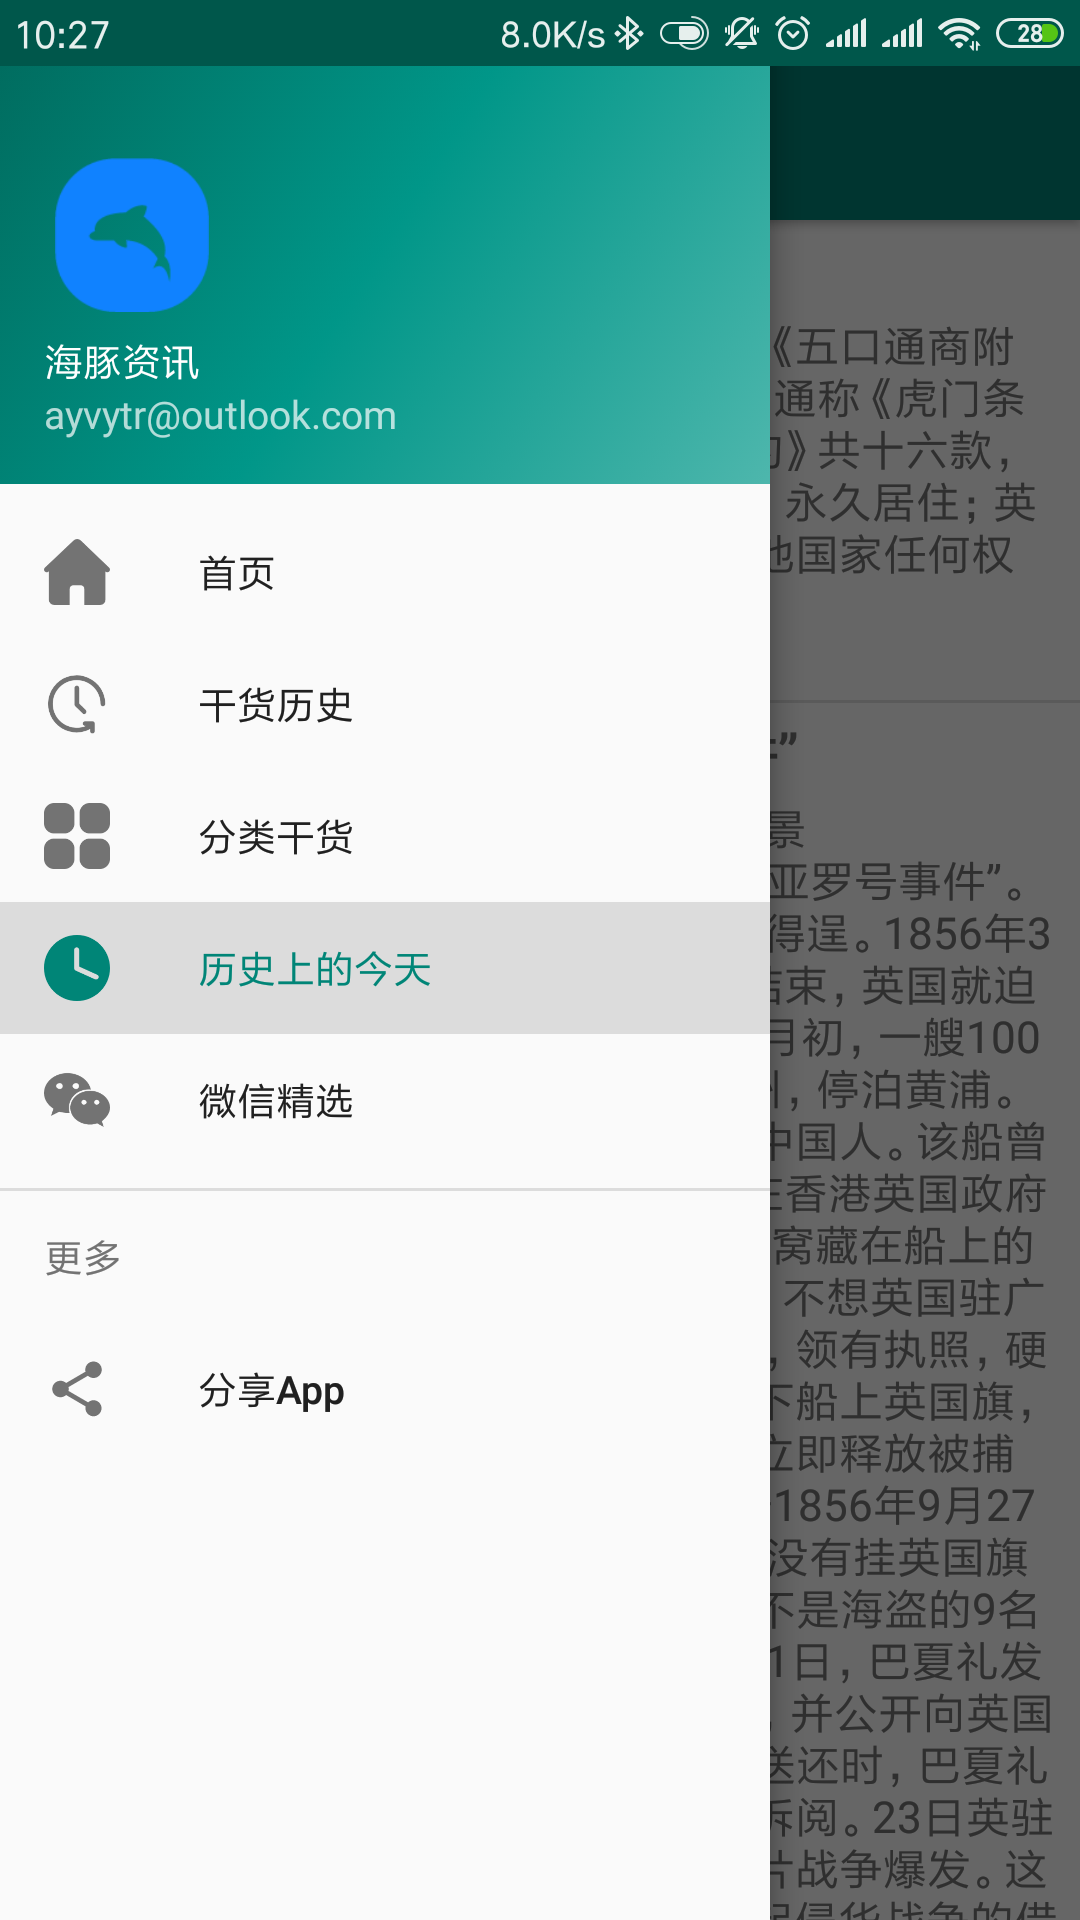 10:27
8.0K/s
28
海豚资讯
ayvytr@outlook.com
首页
干货历史
分类干货
历史上的今天
微信精选
更多
分享App
《五口通商附
通称《虎门条
》共十六款，
永久居住；英
国家任何权
”
景
亚罗号事件”。
得逞。1856年3
束，英国就迫
月初，一艘100
，停泊黄浦。
中国人。该船曾
香港英国政府
窝藏在船上的
不想英国驻广
，领有执照，硬
下船上英国旗，
立即释放被捕
1856年9月27
没有挂英国旗
不是海盗的9名
1日，巴夏礼发
，并公开向英国
送还时，巴夏礼
拆阅。23日英驻
片战争爆发。这
侵华战争的借